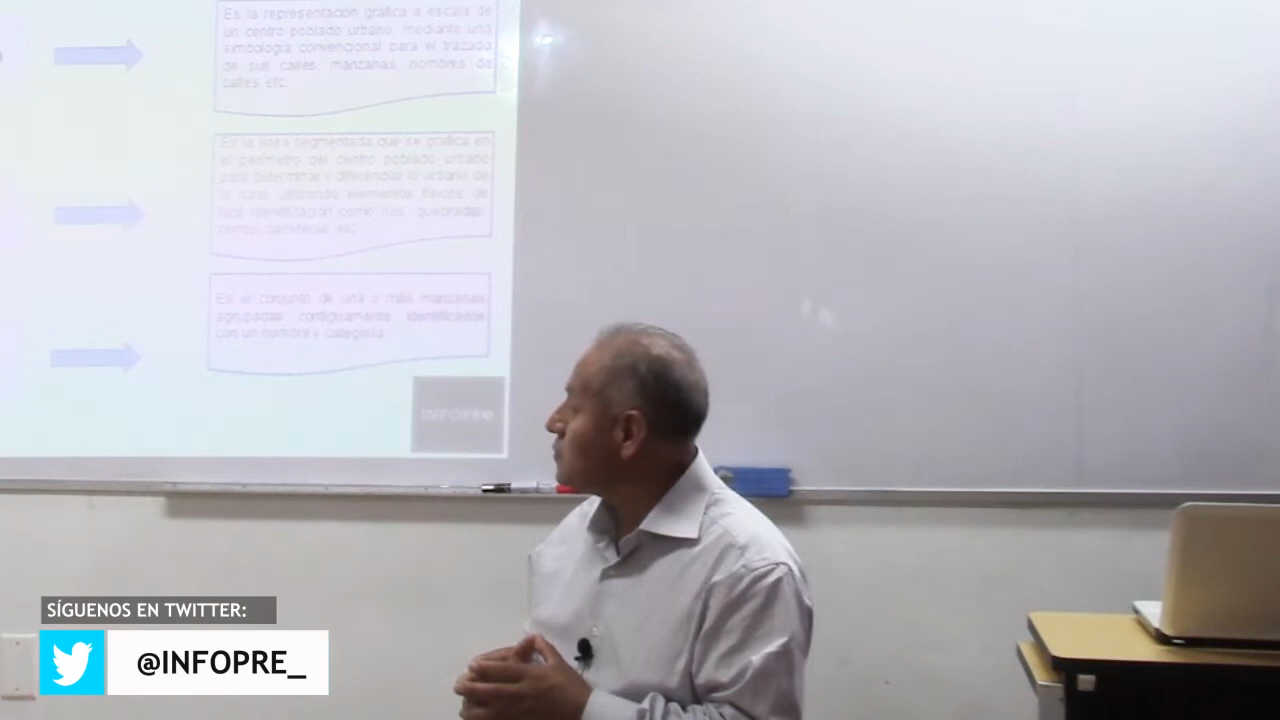 Es la representación gráfica a escala de
un centro poblado urbano, mediante una
simbología convencional para el trazado
de sus calles, manzanas, nombres de
calles, etc.
Es la línea segmentada que se grafica en
el perímetro del centro poblado urbano
para determinar y diferenciar lo urbano de
lo rural, utilizando elementos físicos de
fácil identificación como ríos, quebradas,
cerros, carreteras, etc.
Es el conjunto de una o más manzanas
agrupadas contiguamente identificadas
con un nombre y categoría.
INFOPRE
SÍGUENOS EN TWITTER:
@INFOPRE_